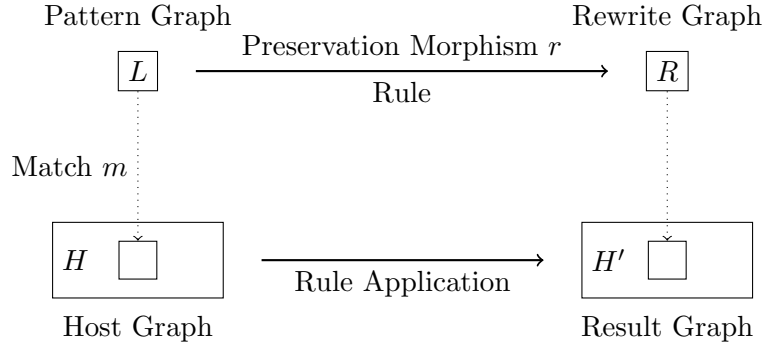 Pattern Graph
Rewrite Graph
Preservation Morphism r
L
R
Rule
Match m
H
H′
Rule Application
Host Graph
Result Graph